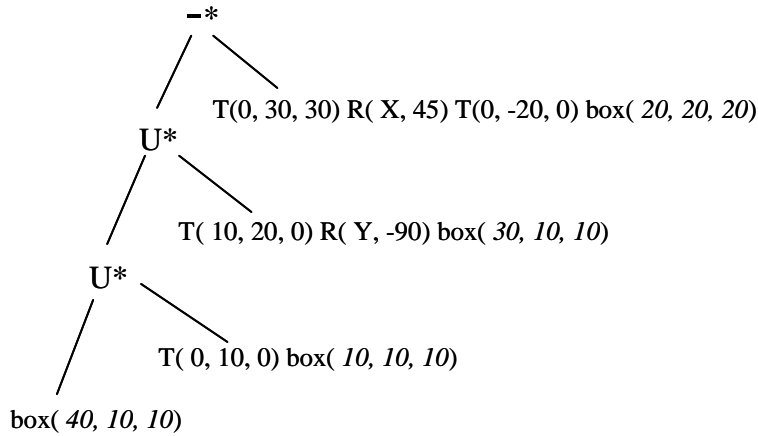 –*
T(0, 30, 30) R( X, 45) T(0, -20, 0) box( 20, 20, 20)
U*
T( 10, 20, 0) R( Y, -90) box( 30, 10, 10)
U*
T( 0, 10, 0) box( 10, 10, 10)
box( 40, 10, 10)